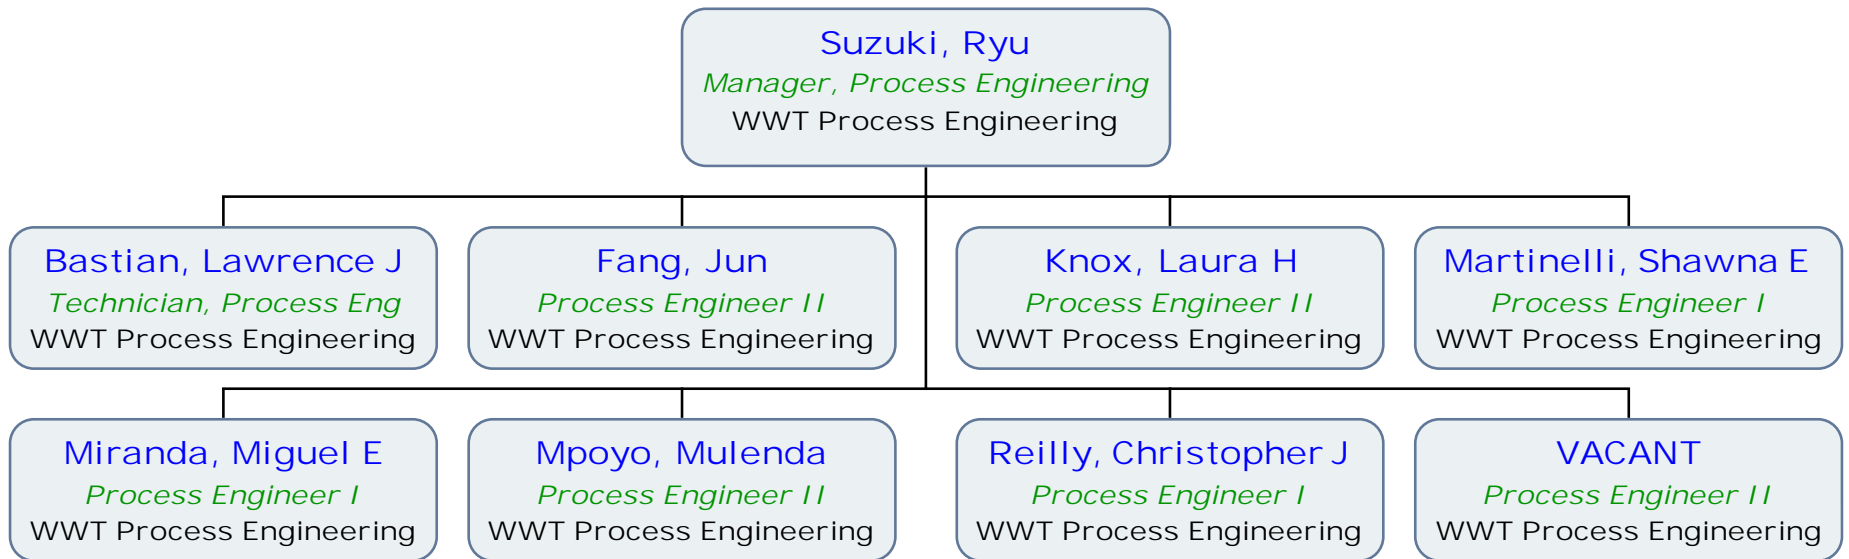 Suzuki, Ryu
Manager, Process Engineering
WWT Process Engineering
Bastian, Lawrence J
Technician, Process Eng
WWT Process Engineering
Fang, Jun
Process Engineer II
WWT Process Engineering
Knox, Laura H
Process Engineer II
WWT Process Engineering
Martinelli, Shawna E
Process Engineer I
WWT Process Engineering
Miranda, Miguel E
Process Engineer I
WWT Process Engineering
Mpoyo, Mulenda
Process Engineer II
WWT Process Engineering
Reilly, Christopher J
Process Engineer I
WWT Process Engineering
VACANT
Process Engineer II
WWT Process Engineering